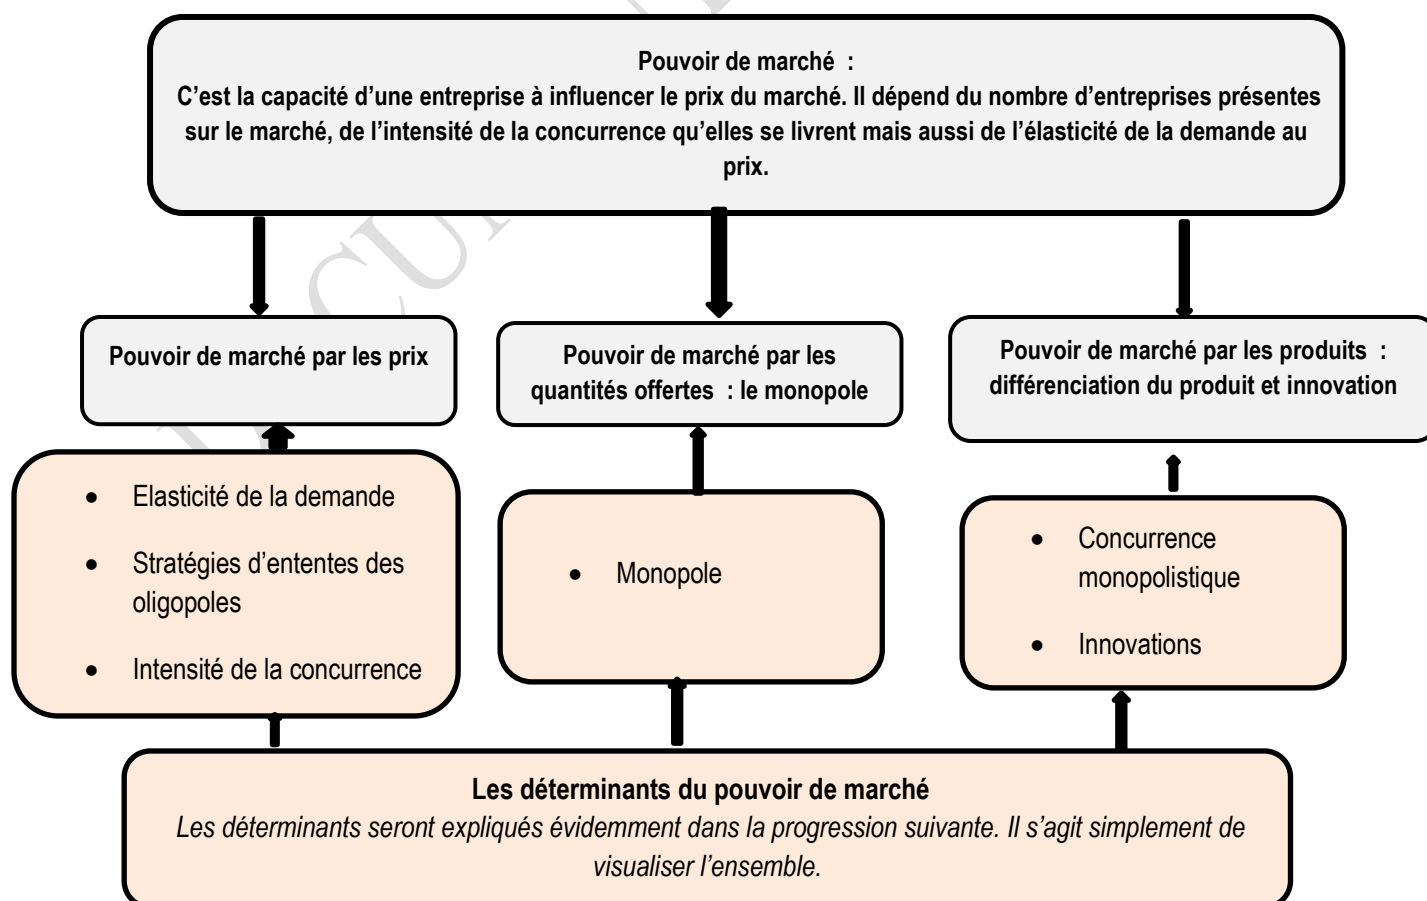 Pouvoir de marché  :
C’est la capacité d’une entreprise à influencer le prix du marché. Il dépend du nombre d’entreprises présentes
sur le marché, de l’intensité de la concurrence qu’elles se livrent mais aussi de l’élasticité de la demande au
prix.
Pouvoir de marché par les prix
Pouvoir de marché par les
quantités offertes  : le monopole
Pouvoir de marché par les produits  :
différenciation du produit et innovation
• Elasticité de la demande
• Stratégies d’ententes des
oligopoles
• Intensité de la concurrence
• Monopole
• Concurrence
monopolistique
• Innovations
Les déterminants du pouvoir de marché
Les déterminants seront expliqués évidemment dans la progression suivante. Il s’agit simplement de
visualiser l’ensemble.